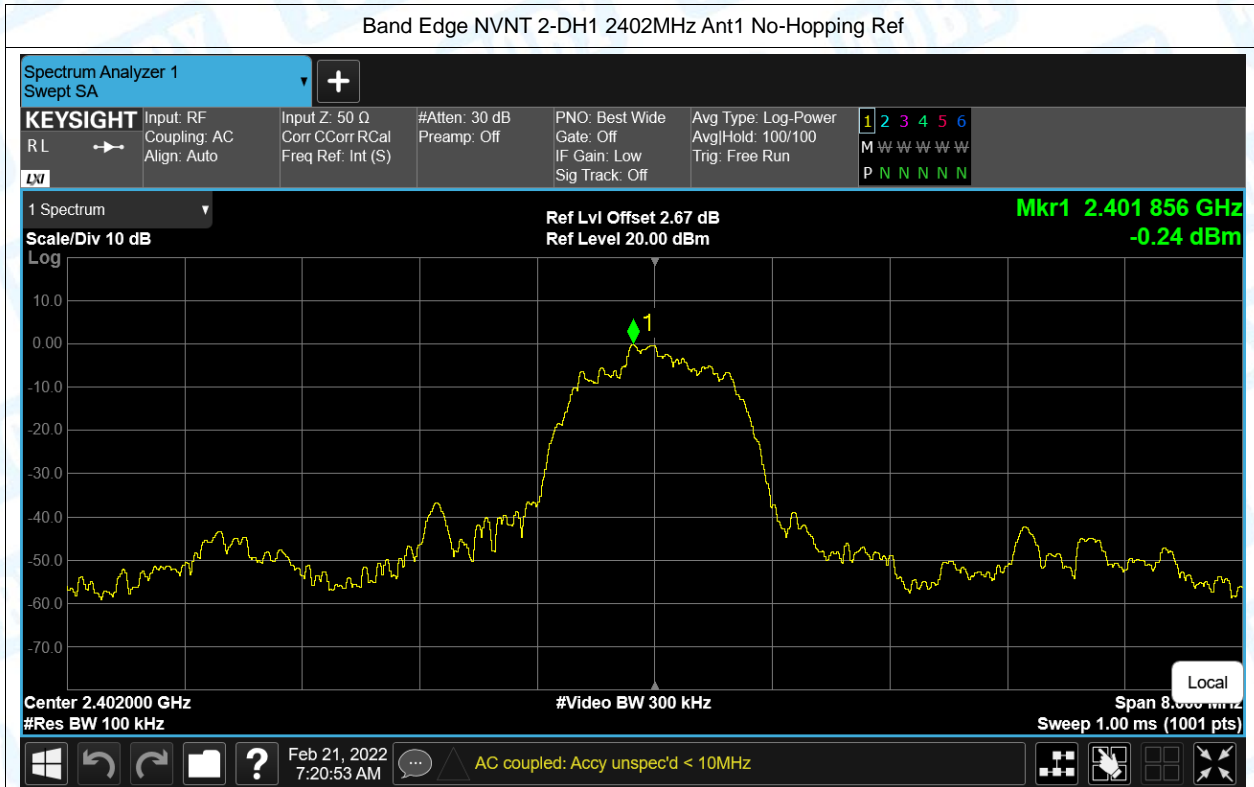 Band Edge NVNT 2-DH1 2402MHz Ant1 No-Hopping Ref
Spectrum Analyzer 1
Swept SA
KEYSIGHT
RL
LXI
Input: RF
Coupling: AC
Align: Auto
Input Z: 50 Ω
Corr CCorr RCal
Freq Ref: Int (S)
#Atten: 30 dB
Preamp: Off
PNO: Best Wide
Gate: Off
IF Gain: Low
Sig Track: Off
Avg Type: Log-Power
Avg|Hold: 100/100
Trig: Free Run
1 2 3 4 5 6
M W W W W W
P N N N N N
1 Spectrum
Scale/Div 10 dB
Log
Ref Lvl Offset 2.67 dB
Ref Level 20.00 dBm
Mkr1 2.401 856 GHz
-0.24 dBm
1
10.0
0.00
-10.0
-20.0
-30.0
-40.0
-50.0
-60.0
-70.0
Local
Center 2.402000 GHz
#Res BW 100 kHz
#Video BW 300 kHz
Span 8.000 MHz
Sweep 1.00 ms (1001 pts)
?
Feb 21, 2022
7:20:53 AM
AC coupled: Accy unspec'd < 10MHz